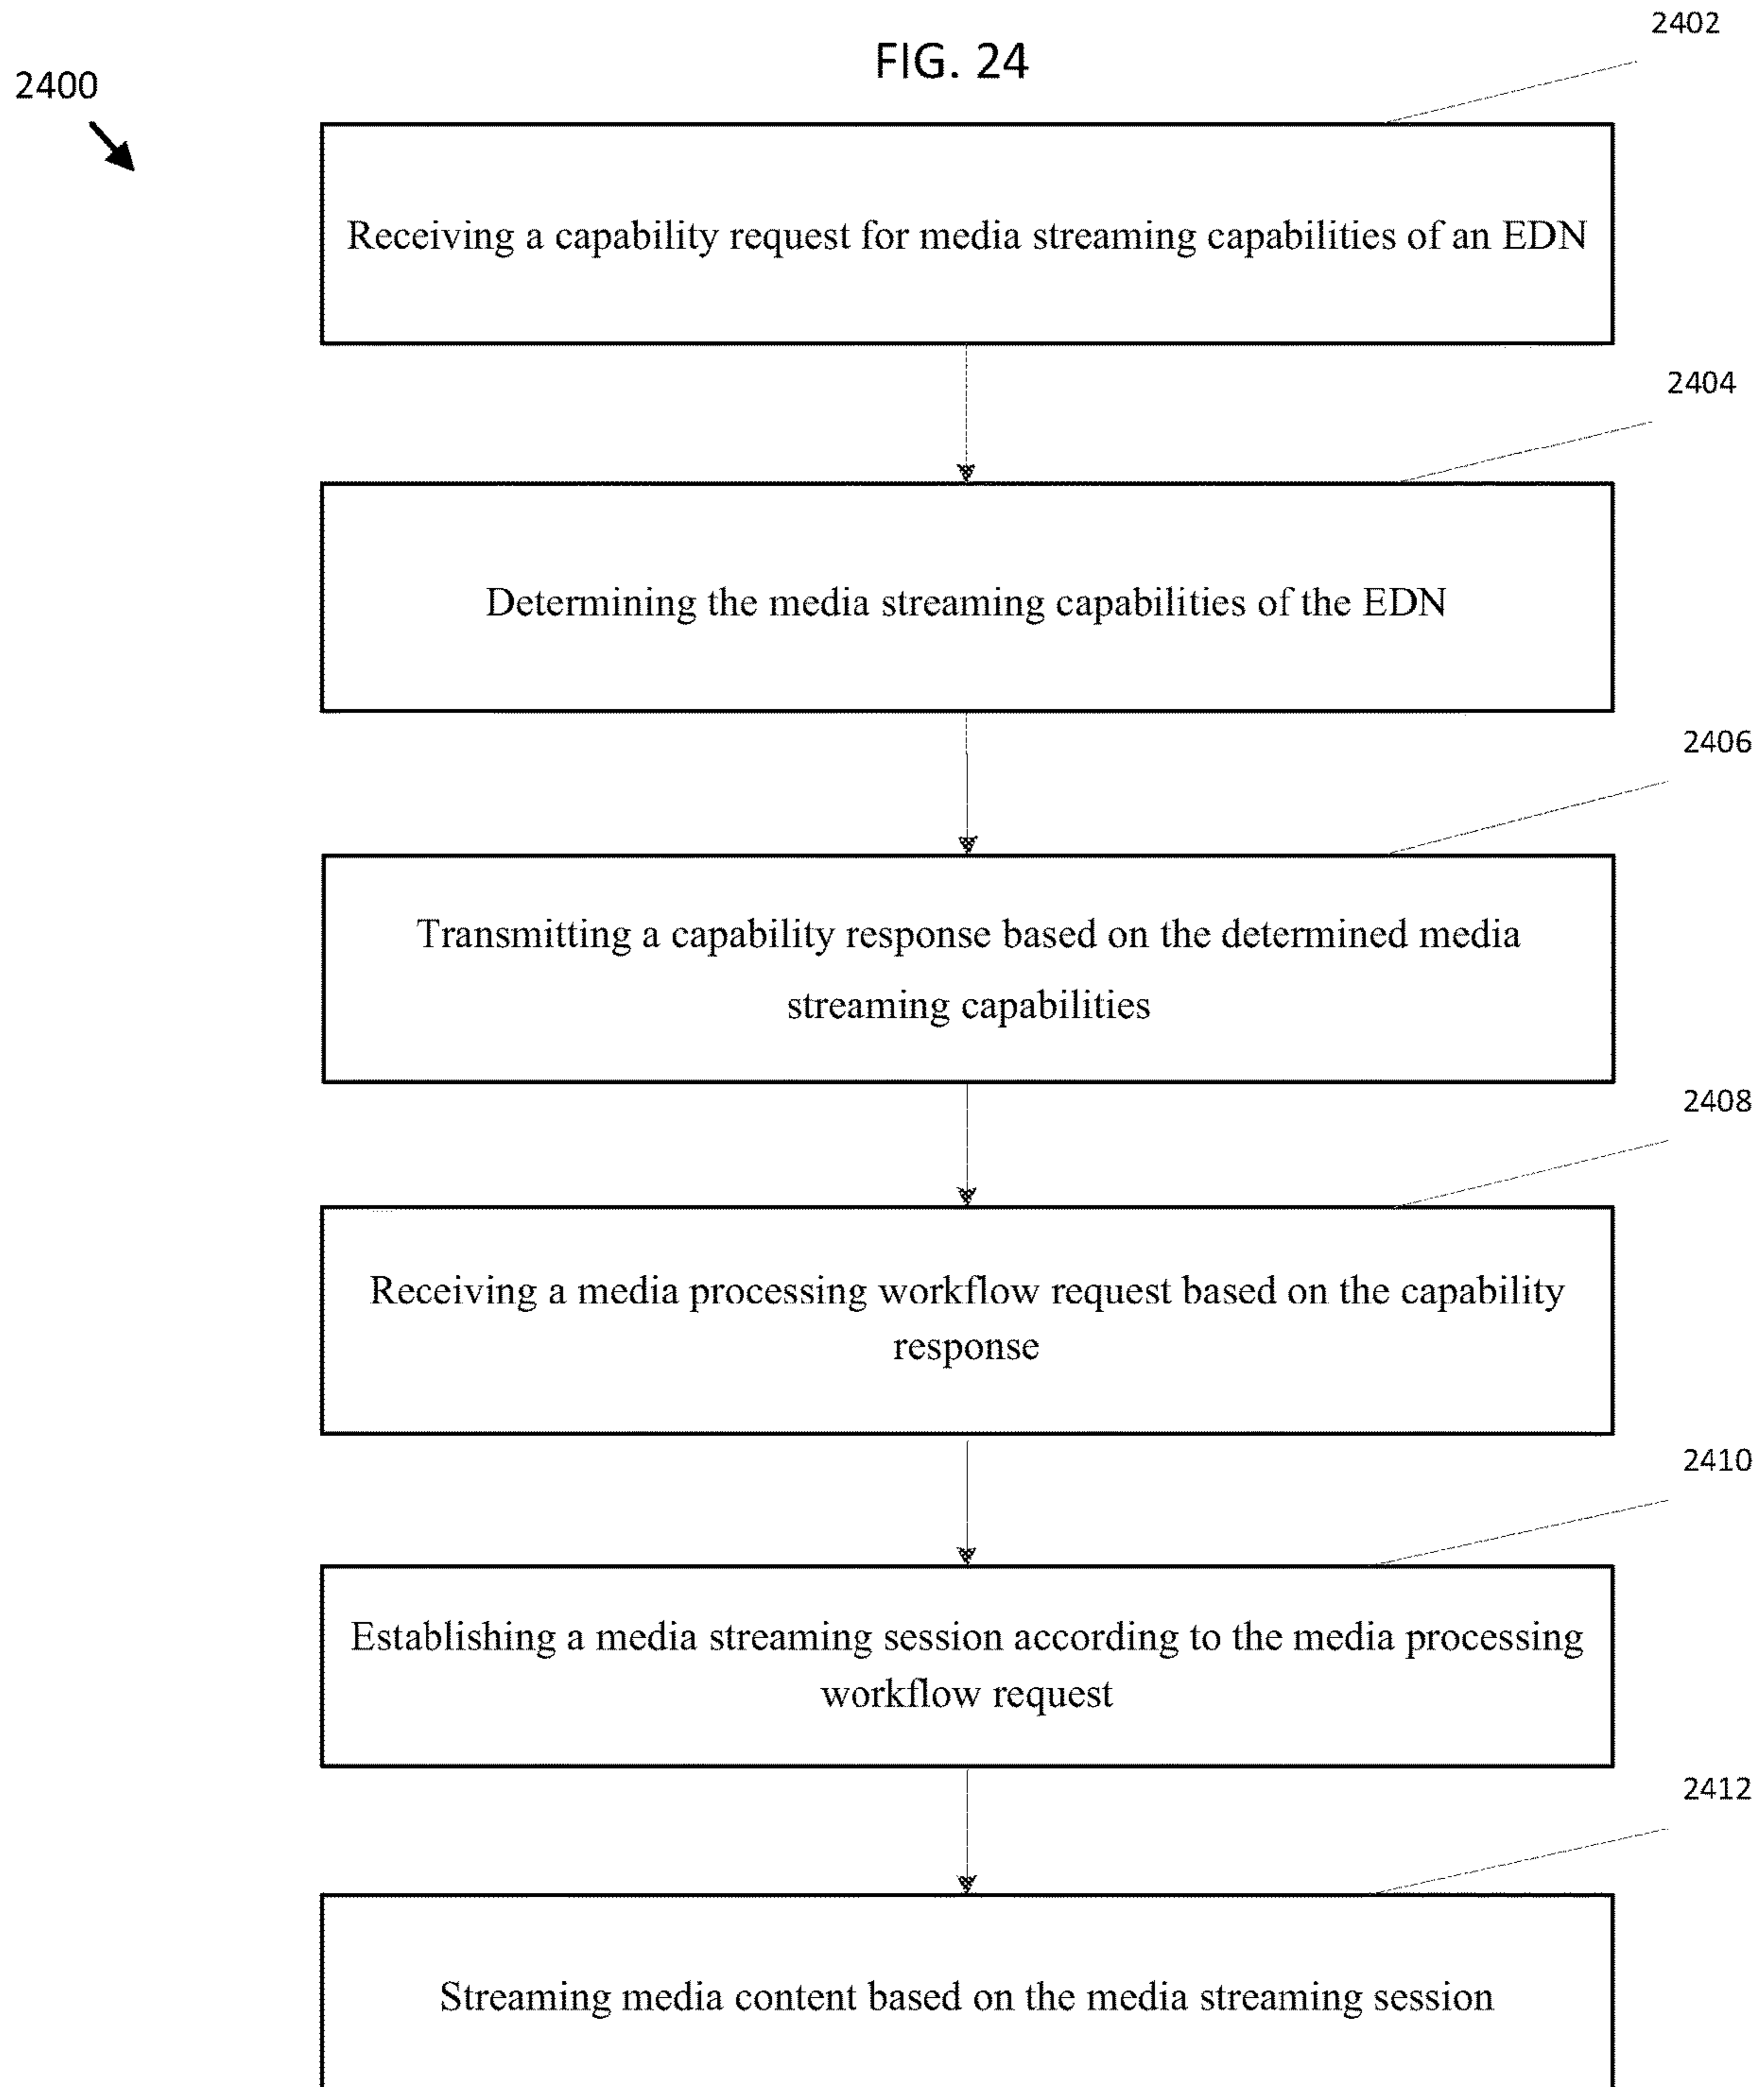 2402
FIG. 24
2400
Receiving a capability request for media streaming capabilities of an EDN
2404
Determining the media streaming capabilities of the EDN
2406
Transmitting a capability response based on the determined media
streaming capabilities
2408
Receiving a media processing workflow request based on the capability
response
2410
Establishing a media streaming session according to the media processing
workflow request
2412
Streaming media content based on the media streaming session